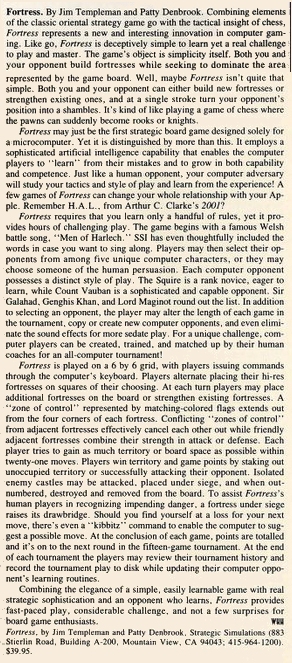 Fortress. By Jim Templeman and Patty Denbrook. Combining elements
of the classic oriental strategy game go with the tactical insight of chess,
Fortress represents a new and interesting innovation in computer gam-
ing. Like go, Fortress is deceptively simple to learn yet a real challenge
to play and master. The game's object is simplicity itself. Both you and
your opponent build fortresses while seeking to dominate the area
represented by the game board. Well, maybe Fortress isn't quite that
simple. Both you and your opponent can either build new fortresses or
strengthen existing ones, and at a single stroke turn your opponent's
position into a shambles. It's kind of like playing a game of chess where
the pawns can suddenly become rooks or knights.
Fortress may just be the first strategic board game designed solely for
a microcomputer. Yet it is distinguished by more than this. It employs a
sophisticated artificial intelligence capability that enables the computer
players to "learn" from their mistakes and to grow in both capability
and competence. Just like a human opponent, your computer adversary
will study your tactics and style of play and learn from the experience! A
few games of Fortress can change your whole relationship with your Ap-
ple. Remember H.A.L., from Arthur C. Clarke's 2001?
Fortress requires that you learn only a handful of rules, yet it pro-
vides hours of challenging play. The game begins with a famous Welsh
battle song, "Men of Harlech." SSI has even thoughtfully included the
words in case you want to sing along. Players may then select their op-
ponents from among five unique computer characters, or they may
choose someone of the human persuasion. Each computer opponent
possesses a distinct style of play. The Squire is a rank novice, eager to
learn, while Count Vauban is a sophisticated and capable opponent. Sir
Galahad, Genghis Khan, and Lord Maginot round out the list. In addition
to selecting an opponent, the player may alter the length of each game in
the tournament, copy or create new computer opponents, and even elimi-
nate the sound effects for more sedate play. For a unique challenge, com-
puter players can be created, trained, and matched up by their human
coaches for an all-computer tournament!
Fortress is played on a 6 by 6 grid, with players issuing commands
through the computer's keyboard. Players alternate placing their hi-res
fortresses on squares of their choosing. At each turn players may place
additional fortresses on the board or strengthen existing fortresses. A
"zone of control" represented by matching-colored flags extends out
from the four corners of each fortress. Conflicting "zones of control"
from adjacent fortresses effectively cancel each other out while friendly
adjacent fortresses combine their strength in attack or defense. Each
player tries to gain as much territory or board space as possible within
twenty-one moves. Players win territory and game points by staking out
unoccupied territory or successfully attacking their opponent. Isolated
enemy castles may be attacked, placed under siege, and when out-
numbered, destroyed and removed from the board. To assist Fortress's
human players in recognizing impending danger, a fortress under siege
raises its drawbridge. Should you find yourself at a loss for your next
move, there's even a "kibbitz" command to enable the computer to sug-
gest a possible move. At the conclusion of each game, points are totalled
and it's on to the next round in the fifteen-game tournament. At the end
of each tournament the players may review their tournament history and
record the tournament play to disk while updating their computer oppo-
nent's learning routines.
Combining the elegance of a simple, easily learnable game with real
strategic sophistication and an opponent who learns, Fortress provides
fast-paced play, considerable challenge, and not a few surprises for
board game enthusiasts.
Fortress, by Jim Templeman and Patty Denbrook, Strategic Simulations (883
Stierlin Road, Building A-200, Mountain View, CA 94043; 415-964-1200).
$39.95.